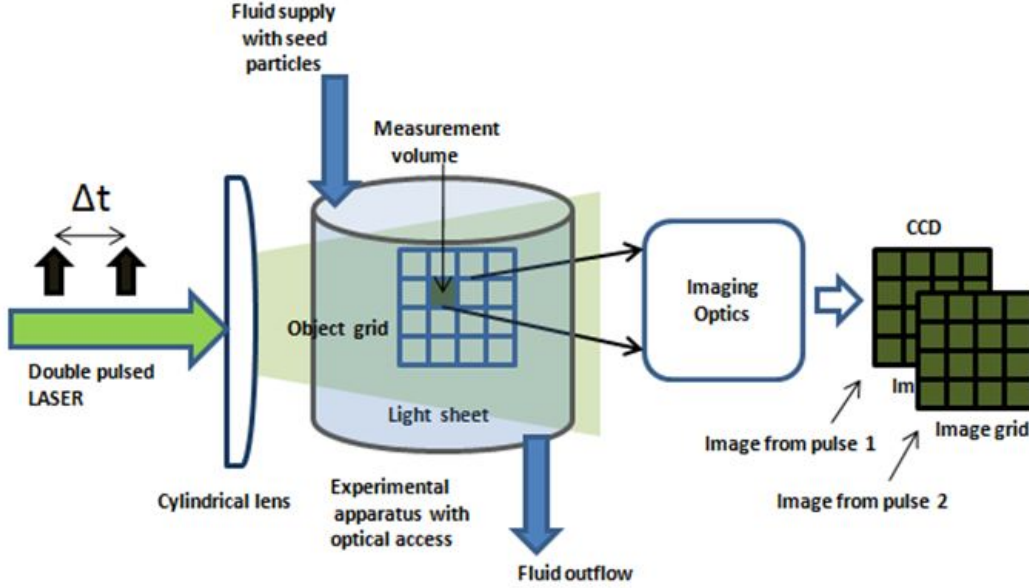 Fluid supply
with seed
particles
Measurement
volume
Δt
CCD
Imaging
Optics
Object grid
Double pulsed
LASER
Light sheet
Im
Image grid
Image from pulse 1
Cylindrical lens
Experimental
apparatus with
optical access
Image from pulse 2
Fluid outflow